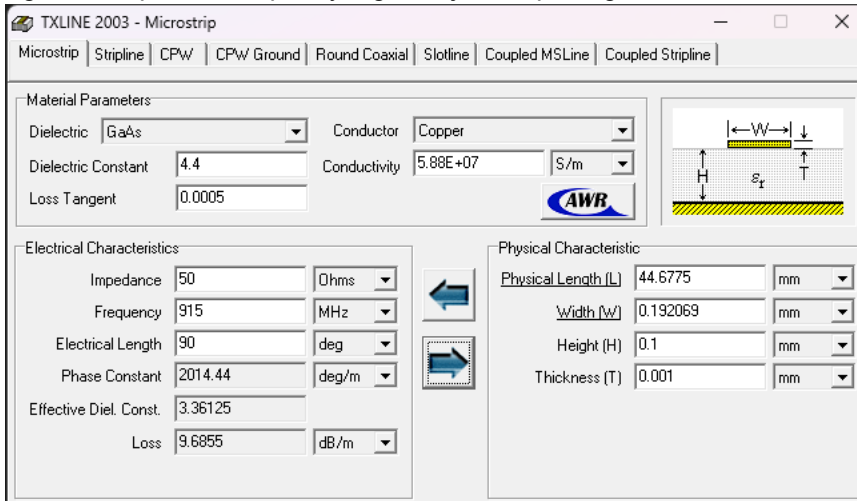 TXLINE 2003 - Microstrip
Microstrip Stripline CPW CPW Ground Round Coaxial Slotline Coupled MSLine Coupled Stripline
Material Parameters
Dielectric GaAs Conductor Copper
Dielectric Constant 4.4 Conductivity 5.88E+07 S/m
Loss Tangent 0.0005 AWR
W
H εr T
Electrical Characteristics
Impedance 50 Ohms
Frequency 915 MHz
Electrical Length 90 deg
Phase Constant 2014.44 deg/m
Effective Diel. Const. 3.36125
Loss 9.6855 dB/m
Physical Characteristic
Physical Length (L) 44.6775 mm
Width (W) 0.192069 mm
Height (H) 0.1 mm
Thickness (T) 0.001 mm